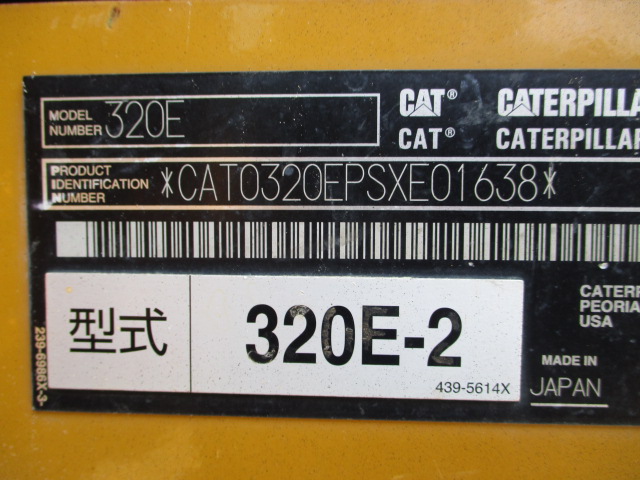 MODEL NUMBER 320E
CAT® CATERPILLA
CAT® CATERPILLAR
PRODUCT IDENTIFICATION NUMBER *CAT0320EPSXE01638*
型式 320E-2
439-5614X
CATERP
PEORIA
USA
MADE IN
JAPAN
239-6986X-3-